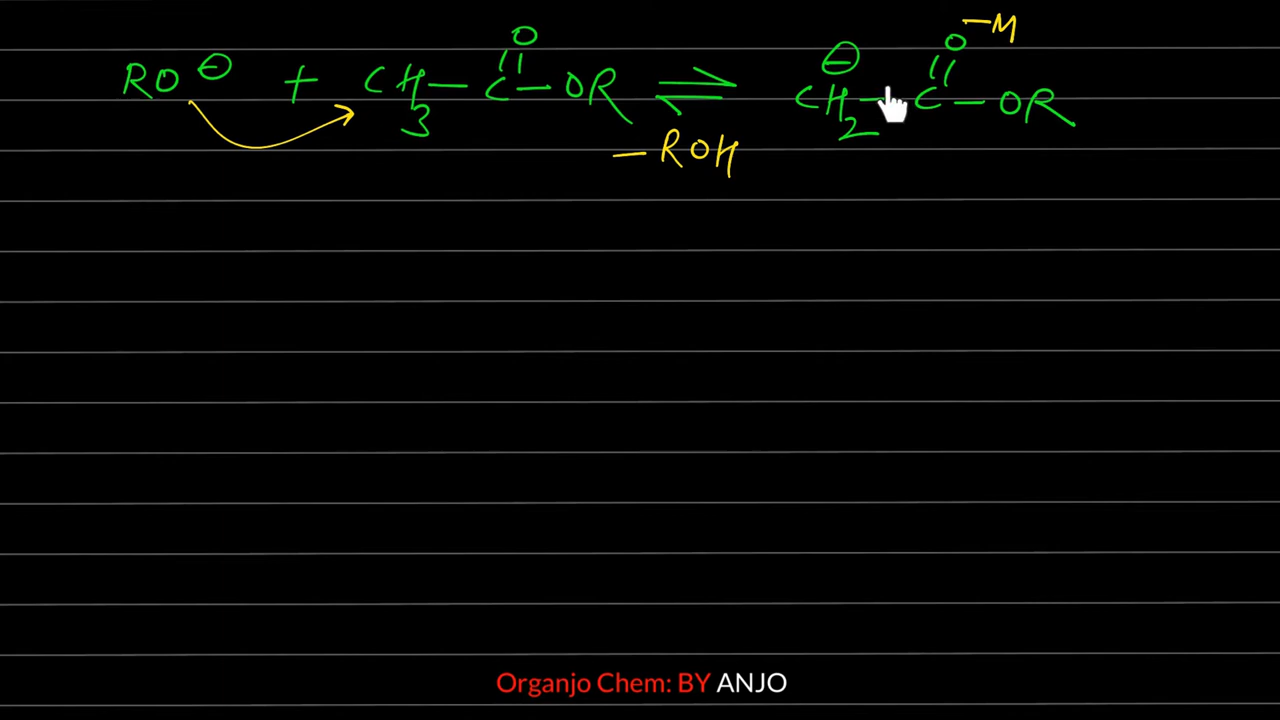 O O –M
RO ⊖ + CH3 – C – OR ⇌ ⊖ CH2 – C – OR
– ROH
Organjo Chem: BY ANJO